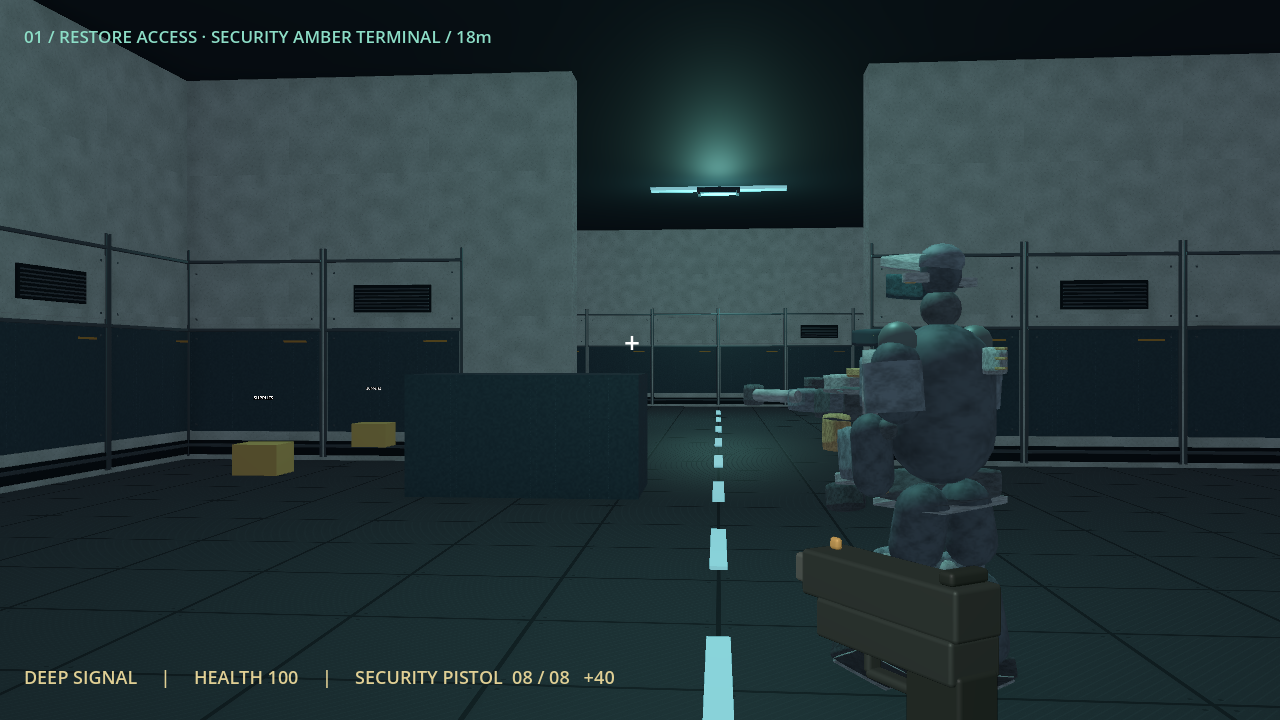 01 / RESTORE ACCESS · SECURITY AMBER TERMINAL / 18m
DEEP SIGNAL | HEALTH 100 | SECURITY PISTOL 08 / 08 +40